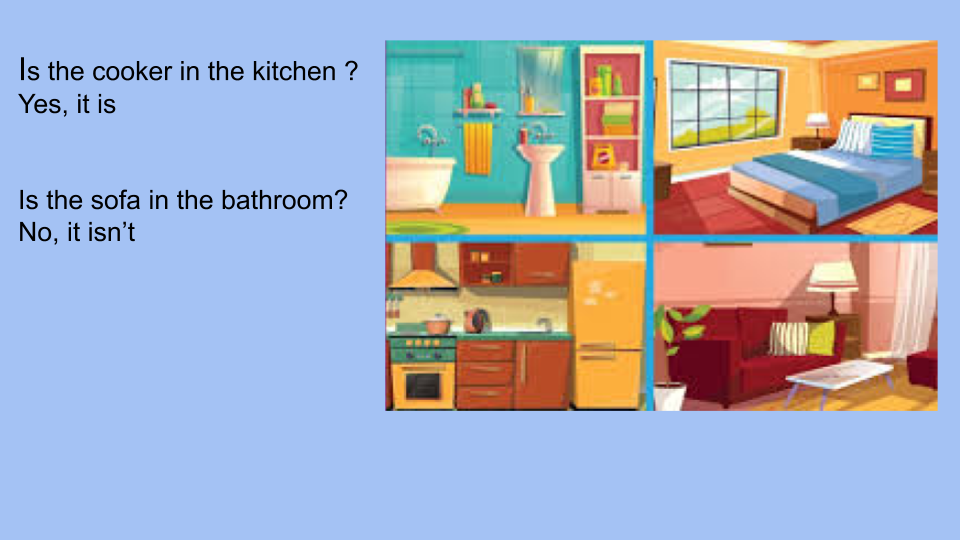 Is the cooker in the kitchen ?
Yes, it is
Is the sofa in the bathroom?
No, it isn’t